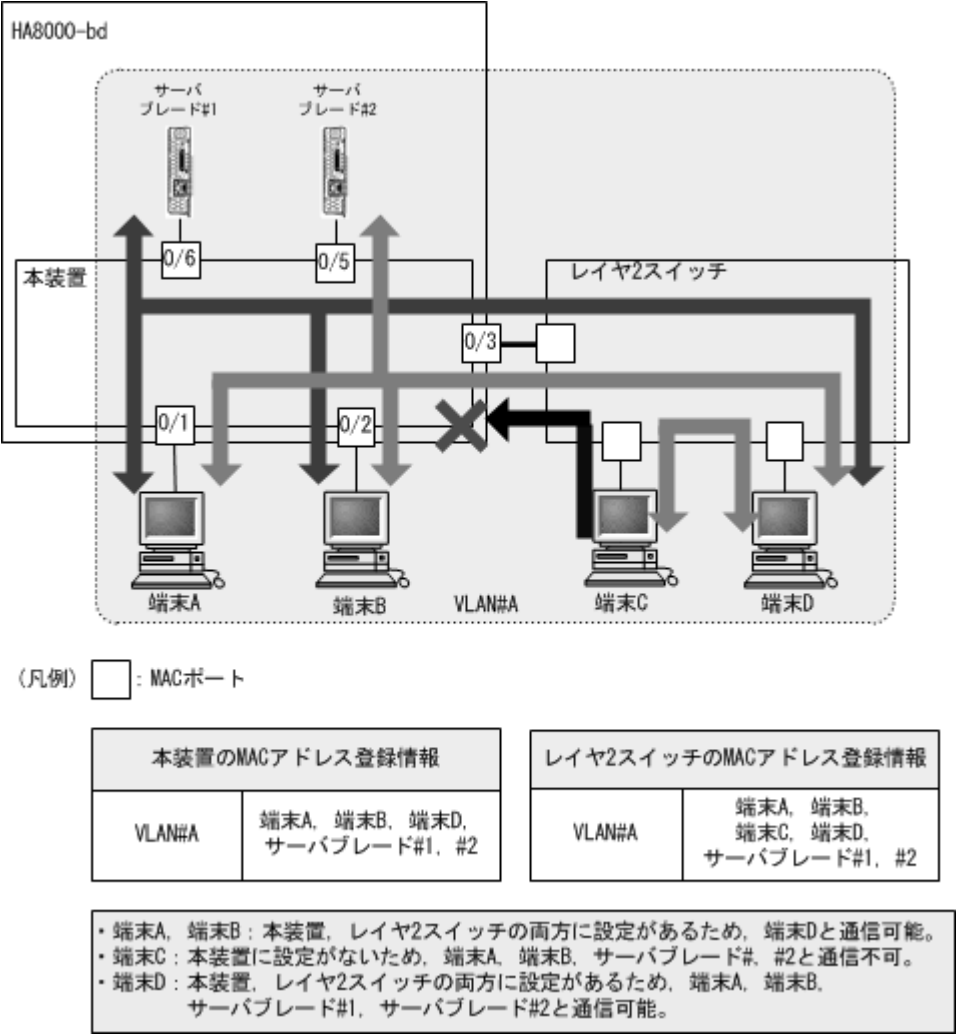 HA8000-bd
サーバ
ブレード#1
サーバ
ブレード#2
0/6
0/5
本装置
レイヤ2スイッチ
0/3
0/1
0/2
端末A
端末B
VLAN#A
端末C
端末D
(凡例) : MACポート
本装置のMACアドレス登録情報
VLAN#A
端末A, 端末B, 端末D,
サーバブレード#1, #2
レイヤ2スイッチのMACアドレス登録情報
VLAN#A
端末A, 端末B,
端末C, 端末D,
サーバブレード#1, #2
・端末A, 端末B:本装置, レイヤ2スイッチの両方に設定があるため, 端末Dと通信可能。
・端末C:本装置に設定がないため, 端末A, 端末B, サーバブレード#, #2と通信不可。
・端末D:本装置, レイヤ2スイッチの両方に設定があるため, 端末A, 端末B,
サーバブレード#1, サーバブレード#2と通信可能。